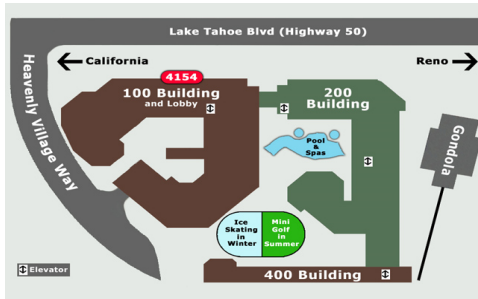 Lake Tahoe Blvd (Highway 50)
California
Reno
Heavenly Village Way
4154
100 Building
and Lobby
200
Building
Gondola
Pool
&
Spas
Ice
Skating
in
Winter
Mini
Golf
in
Summer
400 Building
Elevator